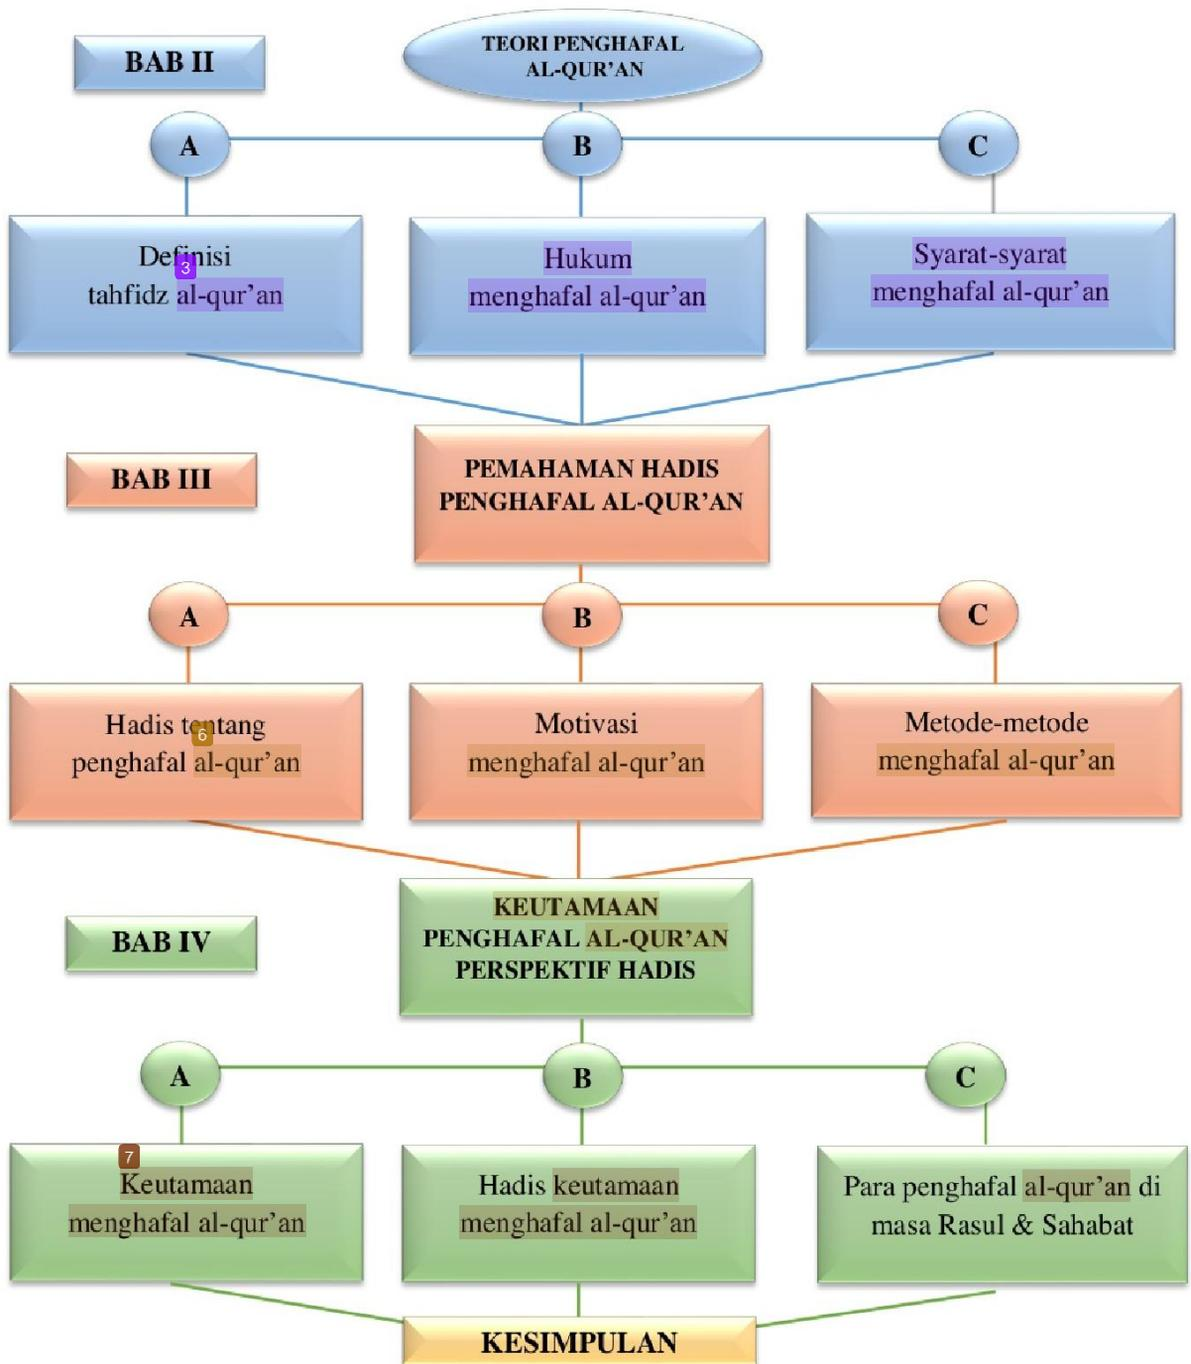 BAB II
TEORI PENGHAFAL
AL-QUR’AN
A
B
C
Definisi
3
tahfidz al-qur’an
Hukum
menghafal al-qur’an
Syarat-syarat
menghafal al-qur’an
BAB III
PEMAHAMAN HADIS
PENGHAFAL AL-QUR’AN
A
B
C
Hadis tentang
6
penghafal al-qur’an
Motivasi
menghafal al-qur’an
Metode-metode
menghafal al-qur’an
BAB IV
KEUTAMAAN
PENGHAFAL AL-QUR’AN
PERSPEKTIF HADIS
A
B
C
7
Keutamaan
menghafal al-qur’an
Hadis keutamaan
menghafal al-qur’an
Para penghafal al-qur’an di
masa Rasul & Sahabat
KESIMPULAN